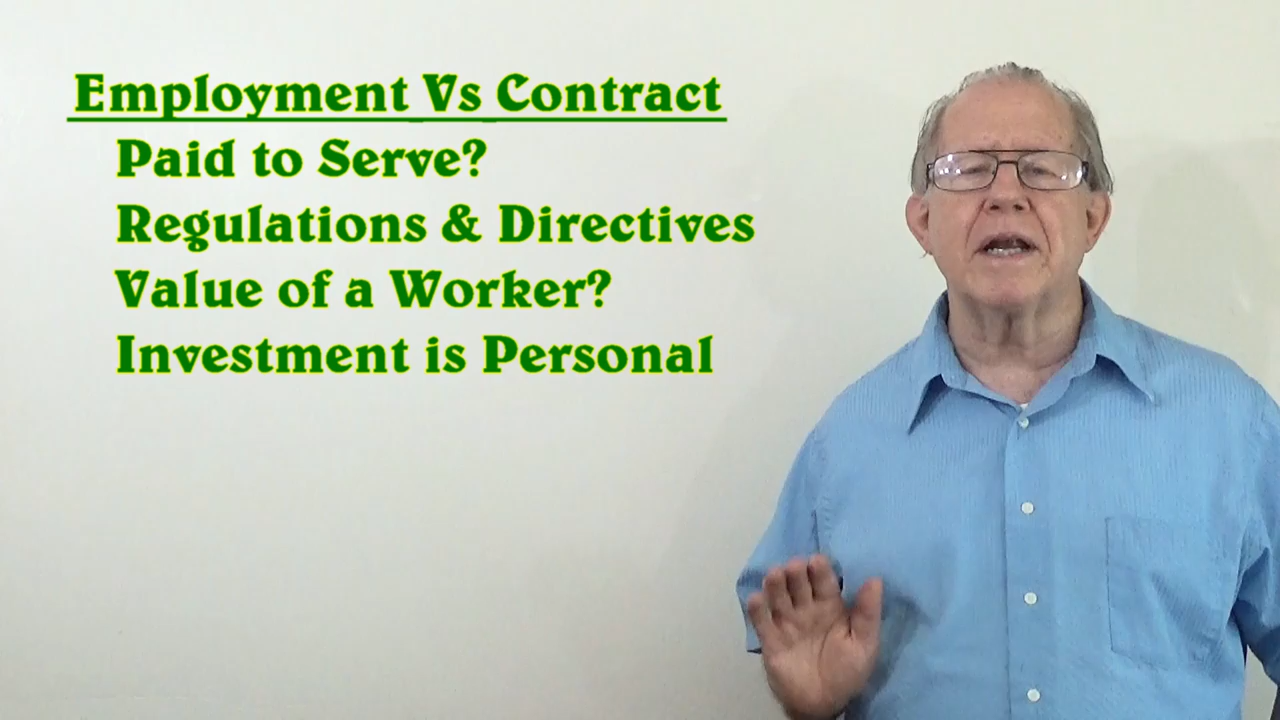 Employment Vs Contract
Paid to Serve?
Regulations & Directives
Value of a Worker?
Investment is Personal